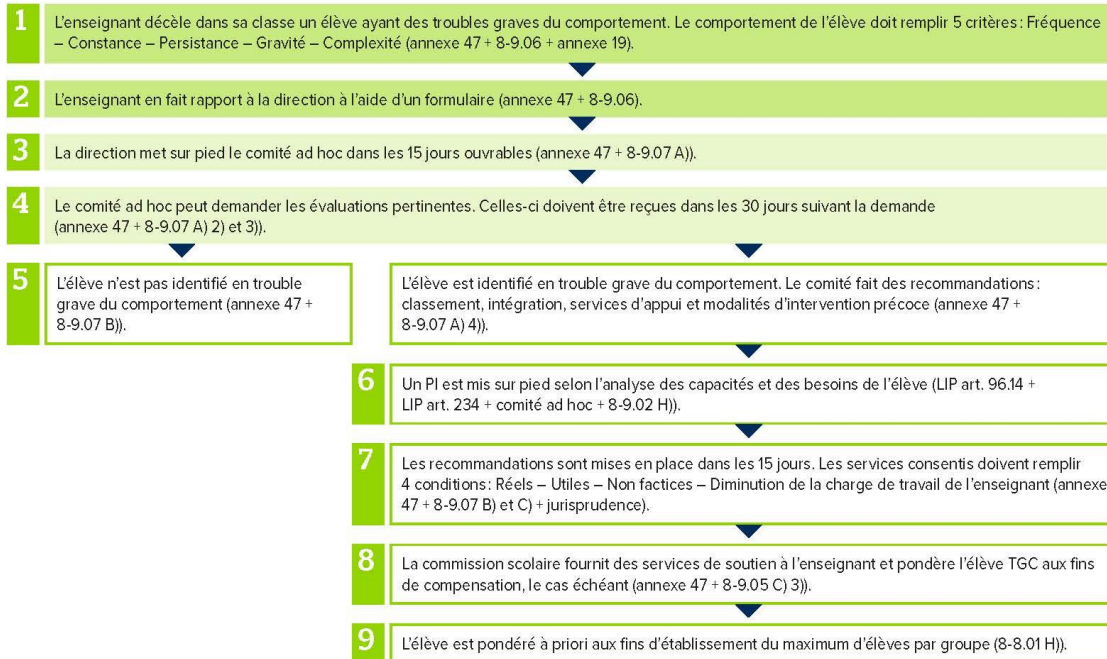 1
L'enseignant décèle dans sa classe un élève ayant des troubles graves du comportement. Le comportement de l'élève doit remplir 5 critères : Fréquence
– Constance – Persistance – Gravité – Complexité (annexe 47 + 8-9.06 + annexe 19).
2
L'enseignant en fait rapport à la direction à l'aide d'un formulaire (annexe 47 + 8-9.06).
3
La direction met sur pied le comité ad hoc dans les 15 jours ouvrables (annexe 47 + 8-9.07 A)).
4
Le comité ad hoc peut demander les évaluations pertinentes. Celles-ci doivent être reçues dans les 30 jours suivant la demande
(annexe 47 + 8-9.07 A) 2) et 3)).
5
L'élève n'est pas identifié en trouble
grave du comportement (annexe 47 +
8-9.07 B)).
L'élève est identifié en trouble grave du comportement. Le comité fait des recommandations :
classement, intégration, services d'appui et modalités d'intervention précoce (annexe 47 +
8-9.07 A) 4)).
6
Un PI est mis sur pied selon l'analyse des capacités et des besoins de l'élève (LIP art. 96.14 +
LIP art. 234 + comité ad hoc + 8-9.02 H)).
7
Les recommandations sont mises en place dans les 15 jours. Les services consentis doivent remplir
4 conditions : Réels – Utiles – Non factices – Diminution de la charge de travail de l'enseignant (annexe
47 + 8-9.07 B) et C) + jurisprudence).
8
La commission scolaire fournit des services de soutien à l'enseignant et pondère l'élève TGC aux fins
de compensation, le cas échéant (annexe 47 + 8-9.05 C) 3)).
9
L'élève est pondéré à priori aux fins d'établissement du maximum d'élèves par groupe (8-8.01 H)).